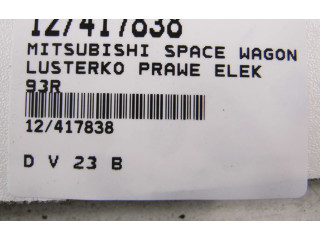 12/417838
MITSUBISHI SPACE WAGON
LUSTERKO PRAWE ELEK
93R
12/417838
D V 23 B